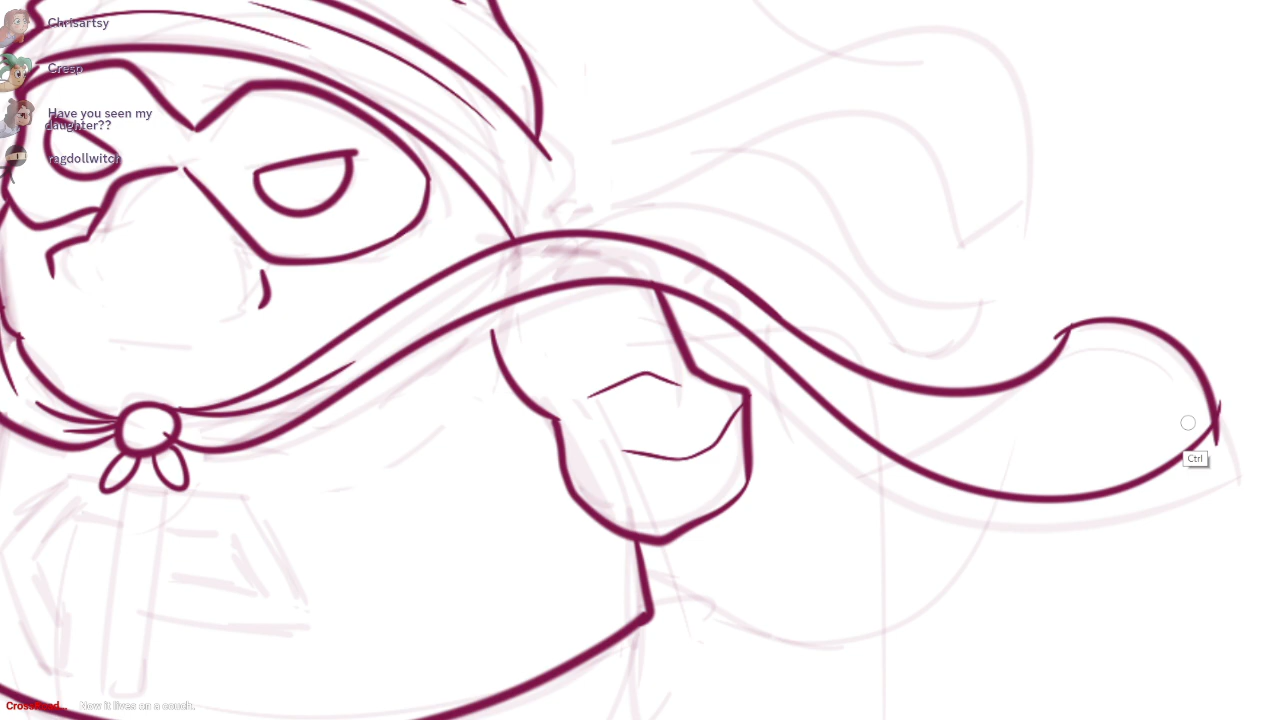 Chrisartsy
Cresp
Have you seen my
daughter??
ragdollwitch
Ctrl
Now it lives on a couch.